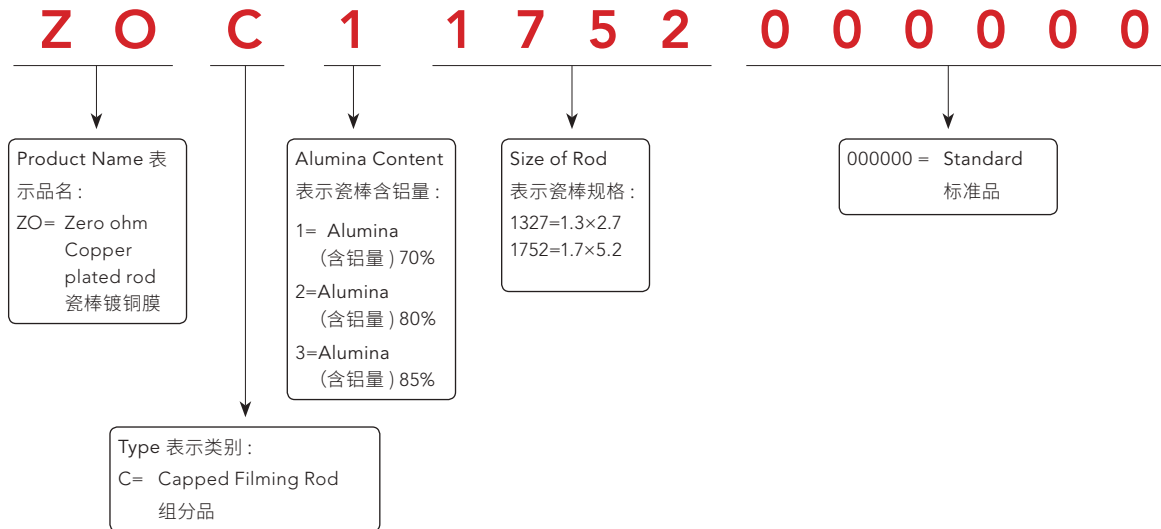 Z O C 1 1 7 5 2 0 0 0 0 0 0
Product Name 表
示品名 :
ZO= Zero ohm
Copper
plated rod
瓷棒镀铜膜
Alumina Content
表示瓷棒含铝量 :
1= Alumina
(含铝量 ) 70%
2=Alumina
(含铝量 ) 80%
3=Alumina
(含铝量 ) 85%
Size of Rod
表示瓷棒规格 :
1327=1.3×2.7
1752=1.7×5.2
000000 = Standard
标准品
Type 表示类别 :
C= Capped Filming Rod
组分品